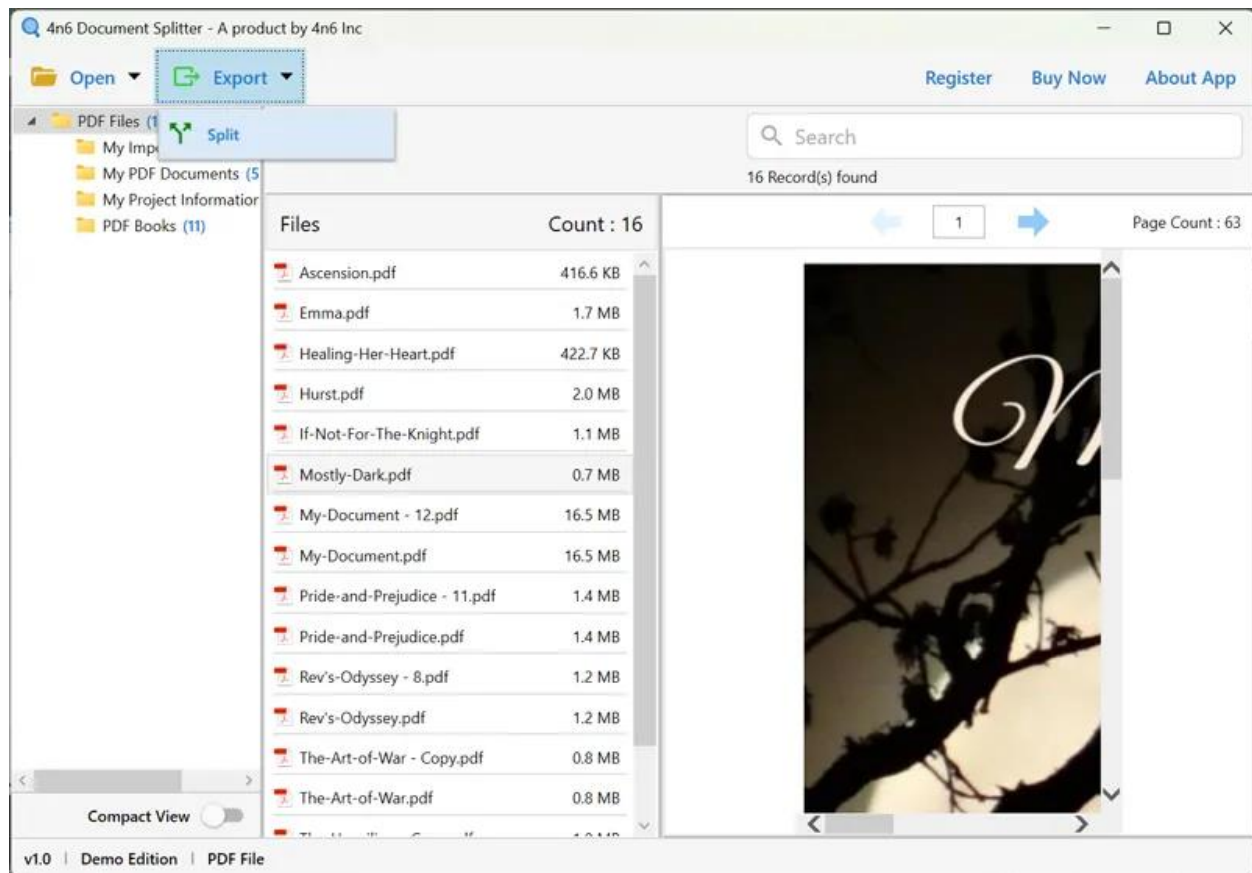 4n6 Document Splitter - A product by 4n6 Inc
Open Export Register Buy Now About App
Split
PDF Files (1
My Impo
My PDF Documents (5
My Project Information
PDF Books (11)
Search
16 Record(s) found
Files Count : 16
1 Page Count : 63
Ascension.pdf 416.6 KB
Emma.pdf 1.7 MB
Healing-Her-Heart.pdf 422.7 KB
Hurst.pdf 2.0 MB
If-Not-For-The-Knight.pdf 1.1 MB
Mostly-Dark.pdf 0.7 MB
My-Document - 12.pdf 16.5 MB
My-Document.pdf 16.5 MB
Pride-and-Prejudice - 11.pdf 1.4 MB
Pride-and-Prejudice.pdf 1.4 MB
Rev's-Odyssey - 8.pdf 1.2 MB
Rev's-Odyssey.pdf 1.2 MB
The-Art-of-War - Copy.pdf 0.8 MB
The-Art-of-War.pdf 0.8 MB
Compact View
v1.0 | Demo Edition | PDF File